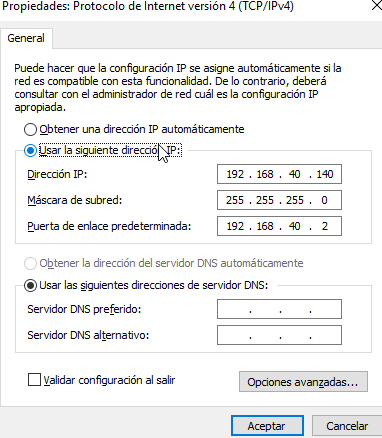 Propiedades: Protocolo de Internet versión 4 (TCP/IPv4)
General
Puede hacer que la configuración IP se asigne automáticamente si la
red es compatible con esta funcionalidad. De lo contrario, deberá
consultar con el administrador de red cuál es la configuración IP
apropiada.
Obtener una dirección IP automáticamente
Usar la siguiente dirección IP:
Dirección IP: 192 . 168 . 40 . 140
Máscara de subred: 255 . 255 . 255 . 0
Puerta de enlace predeterminada: 192 . 168 . 40 . 2
Obtener la dirección del servidor DNS automáticamente
Usar las siguientes direcciones de servidor DNS:
Servidor DNS preferido: . . .
Servidor DNS alternativo: . . .
Validar configuración al salir
Opciones avanzadas...
Aceptar
Cancelar